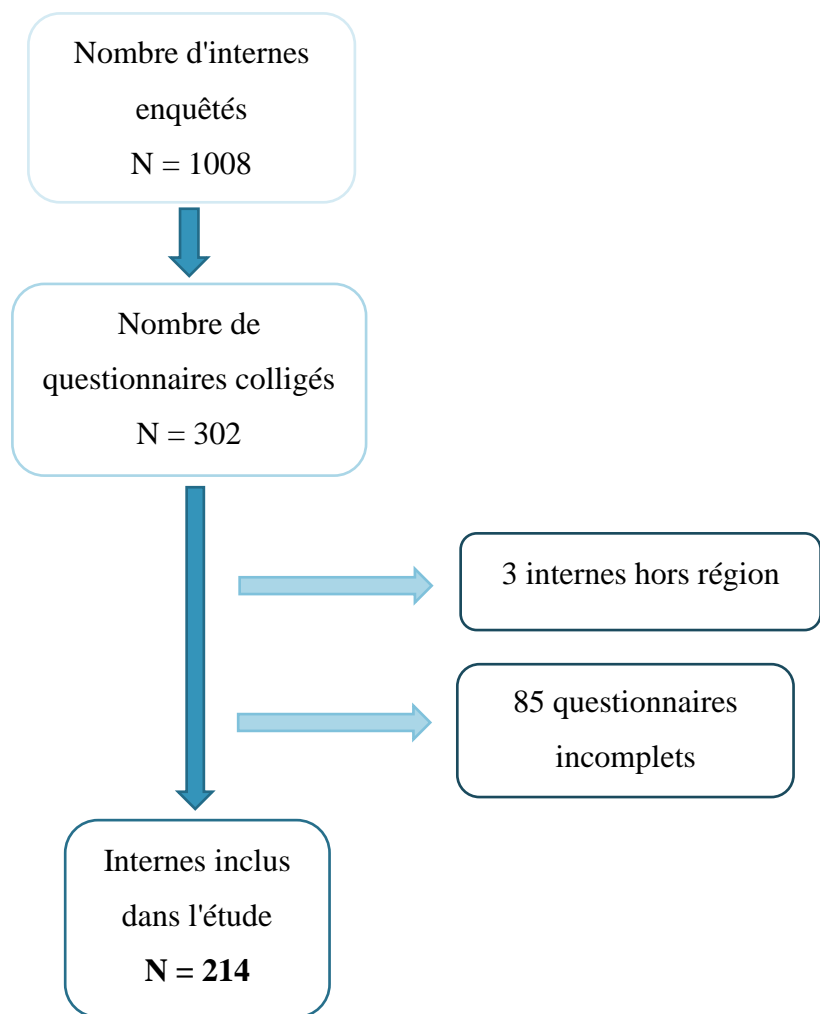 Nombre d'internes
enquêtés
N = 1008
Nombre de
questionnaires colligés
N = 302
3 internes hors région
85 questionnaires
incomplets
Internes inclus
dans l'étude
N = 214